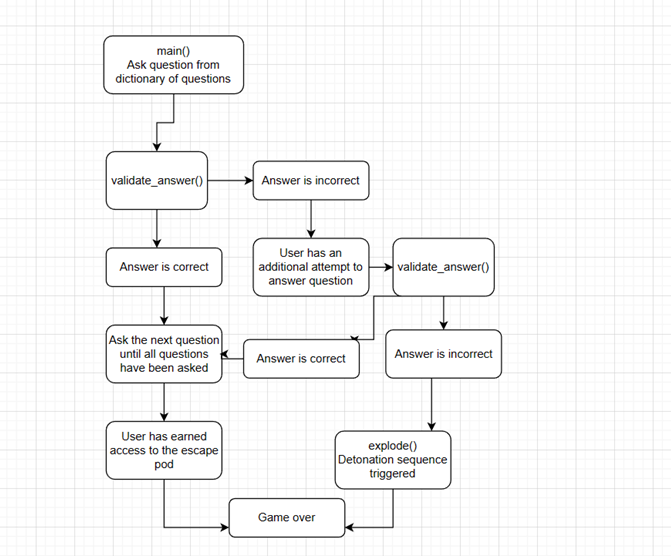 main()
Ask question from
dictionary of questions
validate_answer()
Answer is incorrect
Answer is correct
User has an
additional attempt to
answer question
validate_answer()
Ask the next question
until all questions
have been asked
Answer is correct
Answer is incorrect
User has earned
access to the escape
pod
explode()
Detonation sequence
triggered
Game over